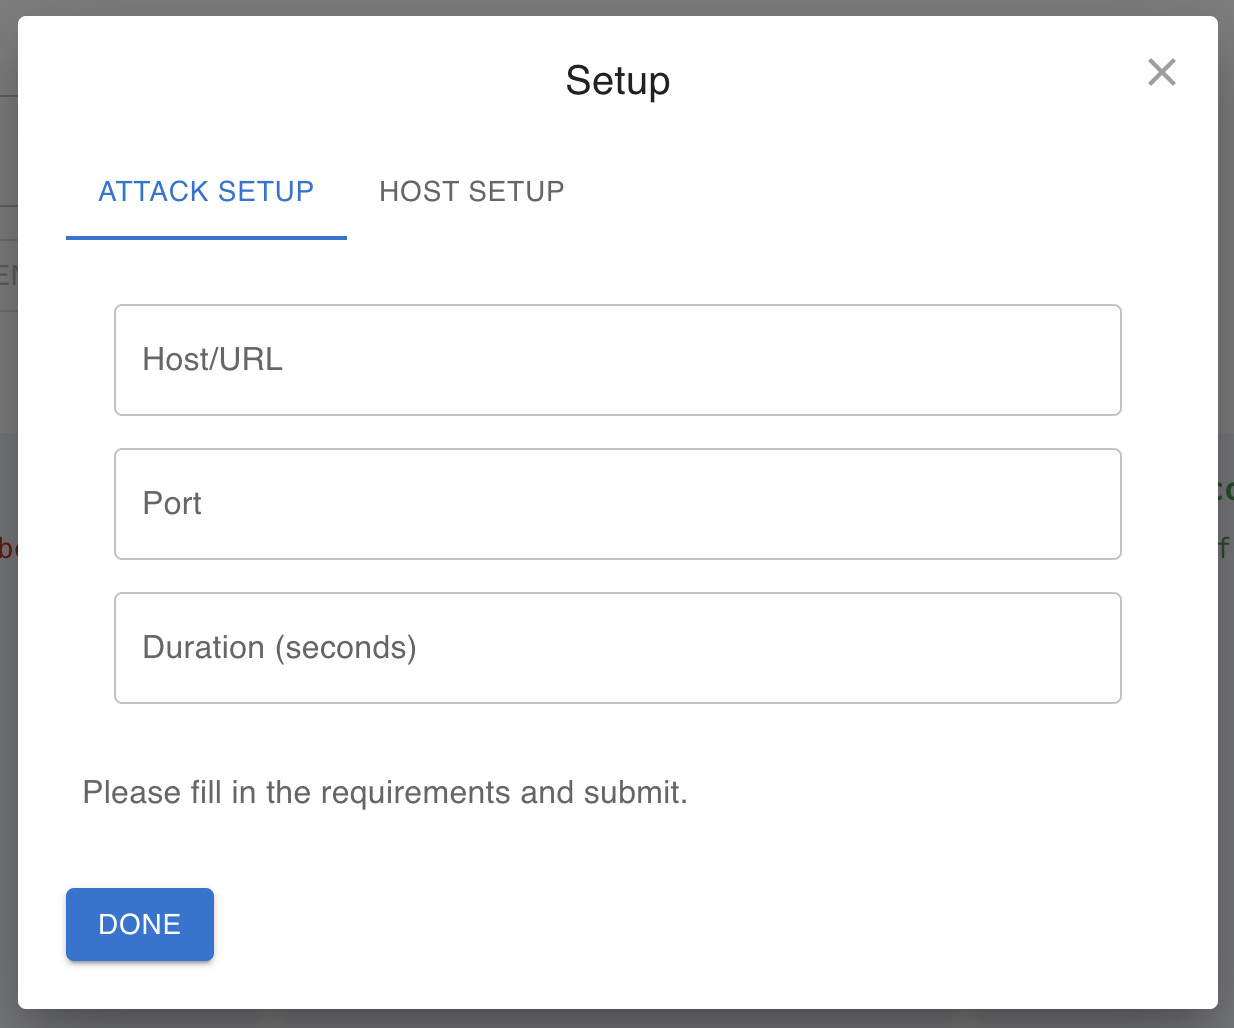 Setup
ATTACK SETUP
HOST SETUP
Host/URL
Port
Duration (seconds)
Please fill in the requirements and submit.
DONE